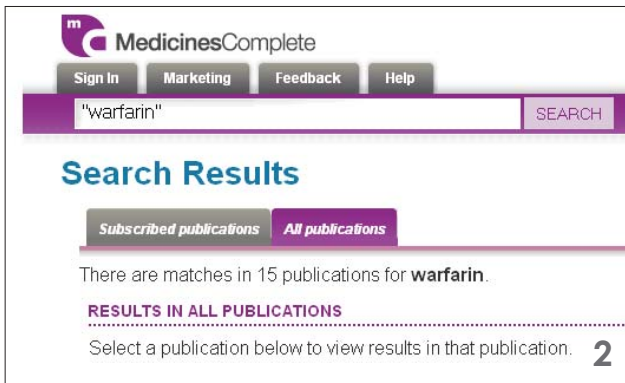 mc MedicinesComplete
Sign In Marketing Feedback Help
"warfarin" SEARCH
Search Results
Subscribed publications All publications
There are matches in 15 publications for warfarin.
RESULTS IN ALL PUBLICATIONS
Select a publication below to view results in that publication. 2